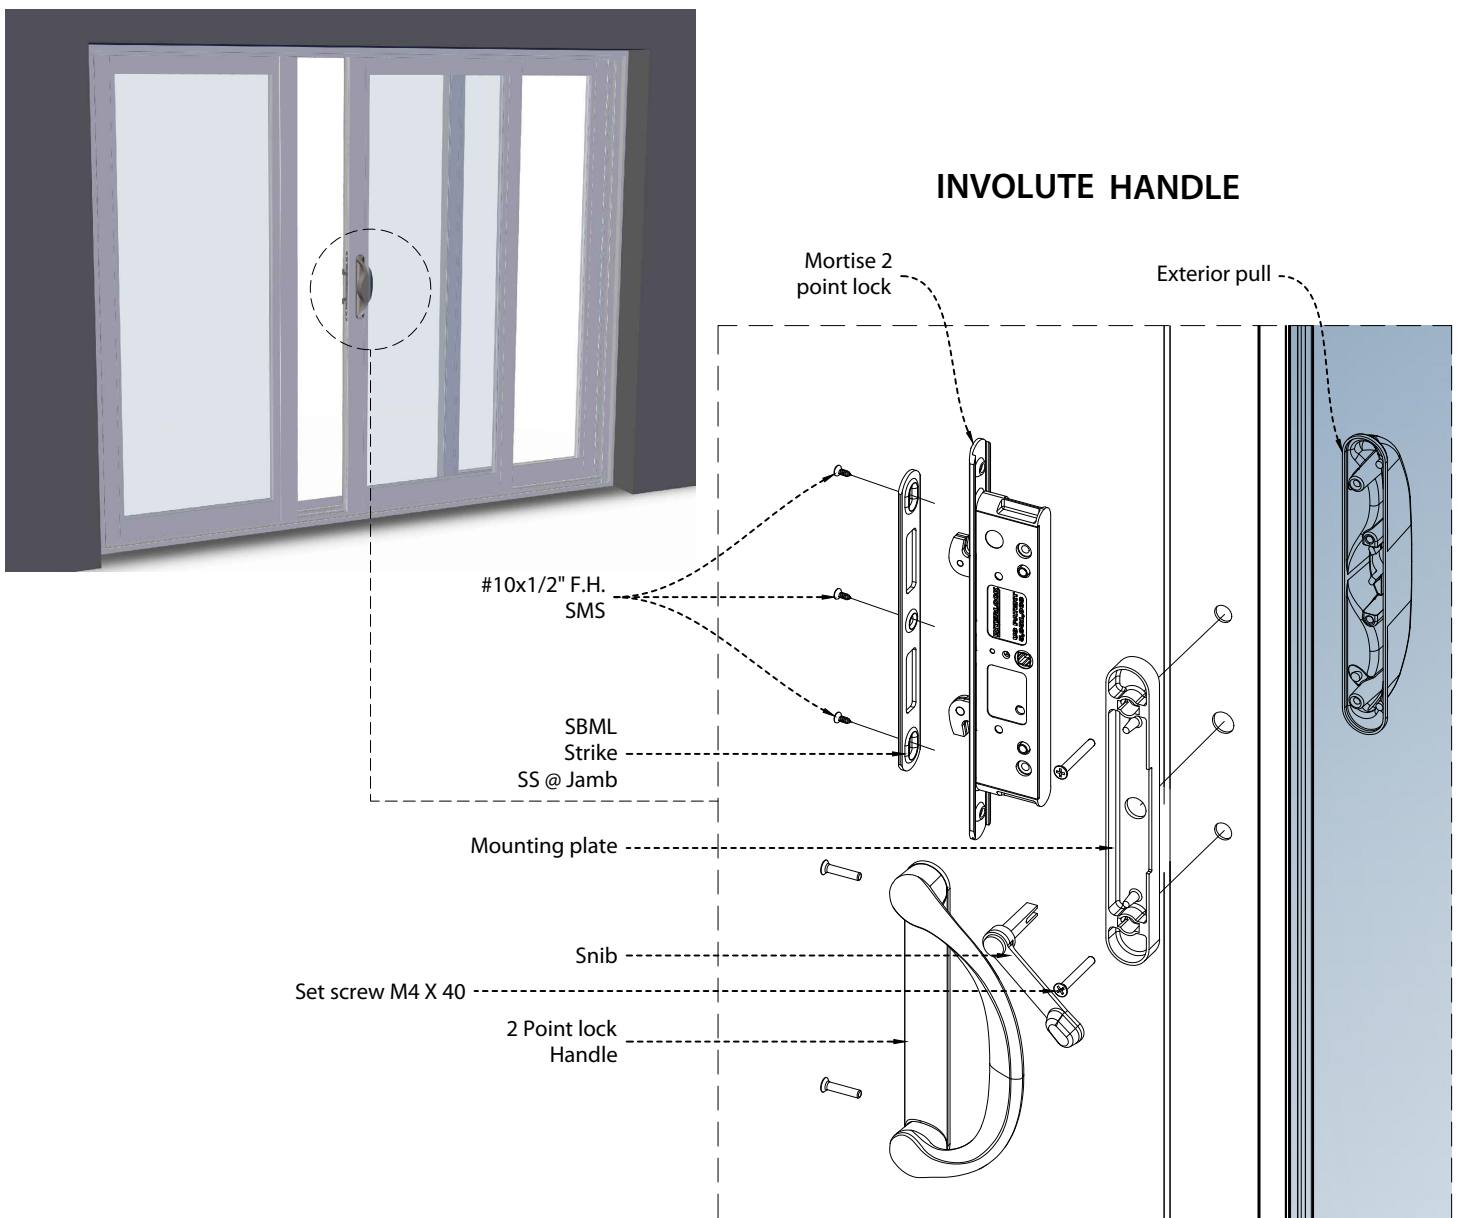 INVOLUTE HANDLE
Mortise 2
point lock
Exterior pull
#10x1/2" F.H.
SMS
SBML
Strike
SS @ Jamb
Mounting plate
Snib
Set screw M4 X 40
2 Point lock
Handle